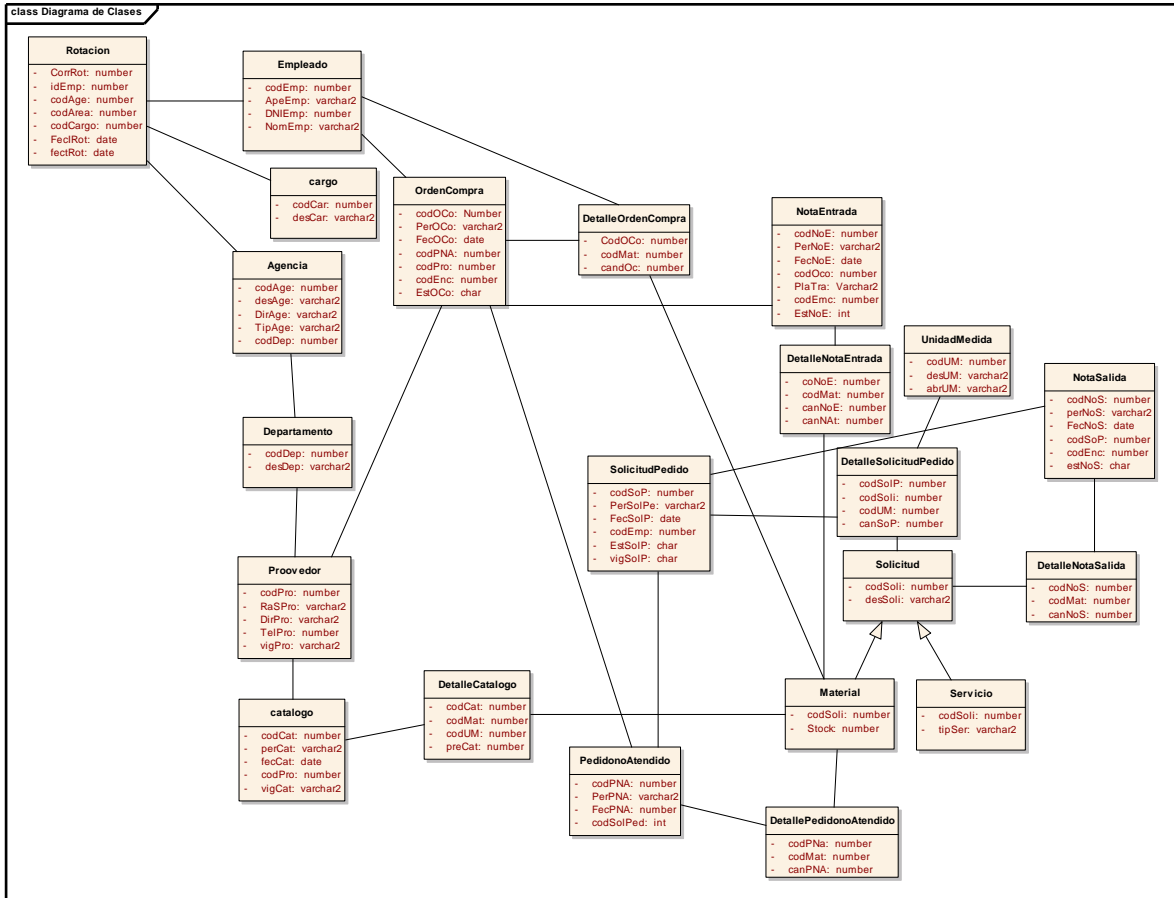 class Diagrama de Clases
Rotacion
- CorrRot: number
- idEmp: number
- codAge: number
- codArea: number
- codCargo: number
- FecIRot: date
- fectRot: date
Empleado
- codEmp: number
- ApeEmp: varchar2
- DNIEmp: number
- NomEmp: varchar2
cargo
- codCar: number
- desCar: varchar2
OrdenCompra
- codOCo: Number
- PerOCo: varchar2
- FecOCo: date
- codPNA: number
- codPro: number
- codEnc: number
- EstOCo: char
DetalleOrdenCompra
- CodOCo: number
- codMat: number
- candOc: number
NotaEntrada
- codNoE: number
- PerNoE: varchar2
- FecNoE: date
- codOco: number
- PlaTra: Varchar2
- codEmc: number
- EstNoE: int
Agencia
- codAge: number
- desAge: varchar2
- DirAge: varchar2
- TipAge: varchar2
- codDep: number
DetalleNotaEntrada
- coNoE: number
- codMat: number
- canNoE: number
- canNAt: number
UnidadMedida
- codUM: number
- desUM: varchar2
- abrUM: varchar2
NotaSalida
- codNoS: number
- perNoS: varchar2
- FecNoS: date
- codSoP: number
- codEnc: number
- estNoS: char
Departamento
- codDep: number
- desDep: varchar2
SolicitudPedido
- codSoP: number
- PerSolPe: varchar2
- FecSolP: date
- codEmp: number
- EstSolP: char
- vigSolP: char
DetalleSolicitudPedido
- codSolP: number
- codSoli: number
- codUM: number
- canSoP: number
Proovedor
- codPro: number
- RaSPro: varchar2
- DirPro: varchar2
- TelPro: number
- vigPro: varchar2
Solicitud
- codSoli: number
- desSoli: varchar2
DetalleNotaSalida
- codNoS: number
- codMat: number
- canNoS: number
catalogo
- codCat: number
- perCat: varchar2
- fecCat: date
- codPro: number
- vigCat: varchar2
DetalleCatalogo
- codCat: number
- codMat: number
- codUM: number
- preCat: number
Material
- codSoli: number
- Stock: number
Servicio
- codSoli: number
- tipSer: varchar2
PedidonoAtendido
- codPNA: number
- PerPNA: varchar2
- FecPNA: number
- codSolPed: int
DetallePedidonoAtendido
- codPNa: number
- codMat: number
- canPNA: number